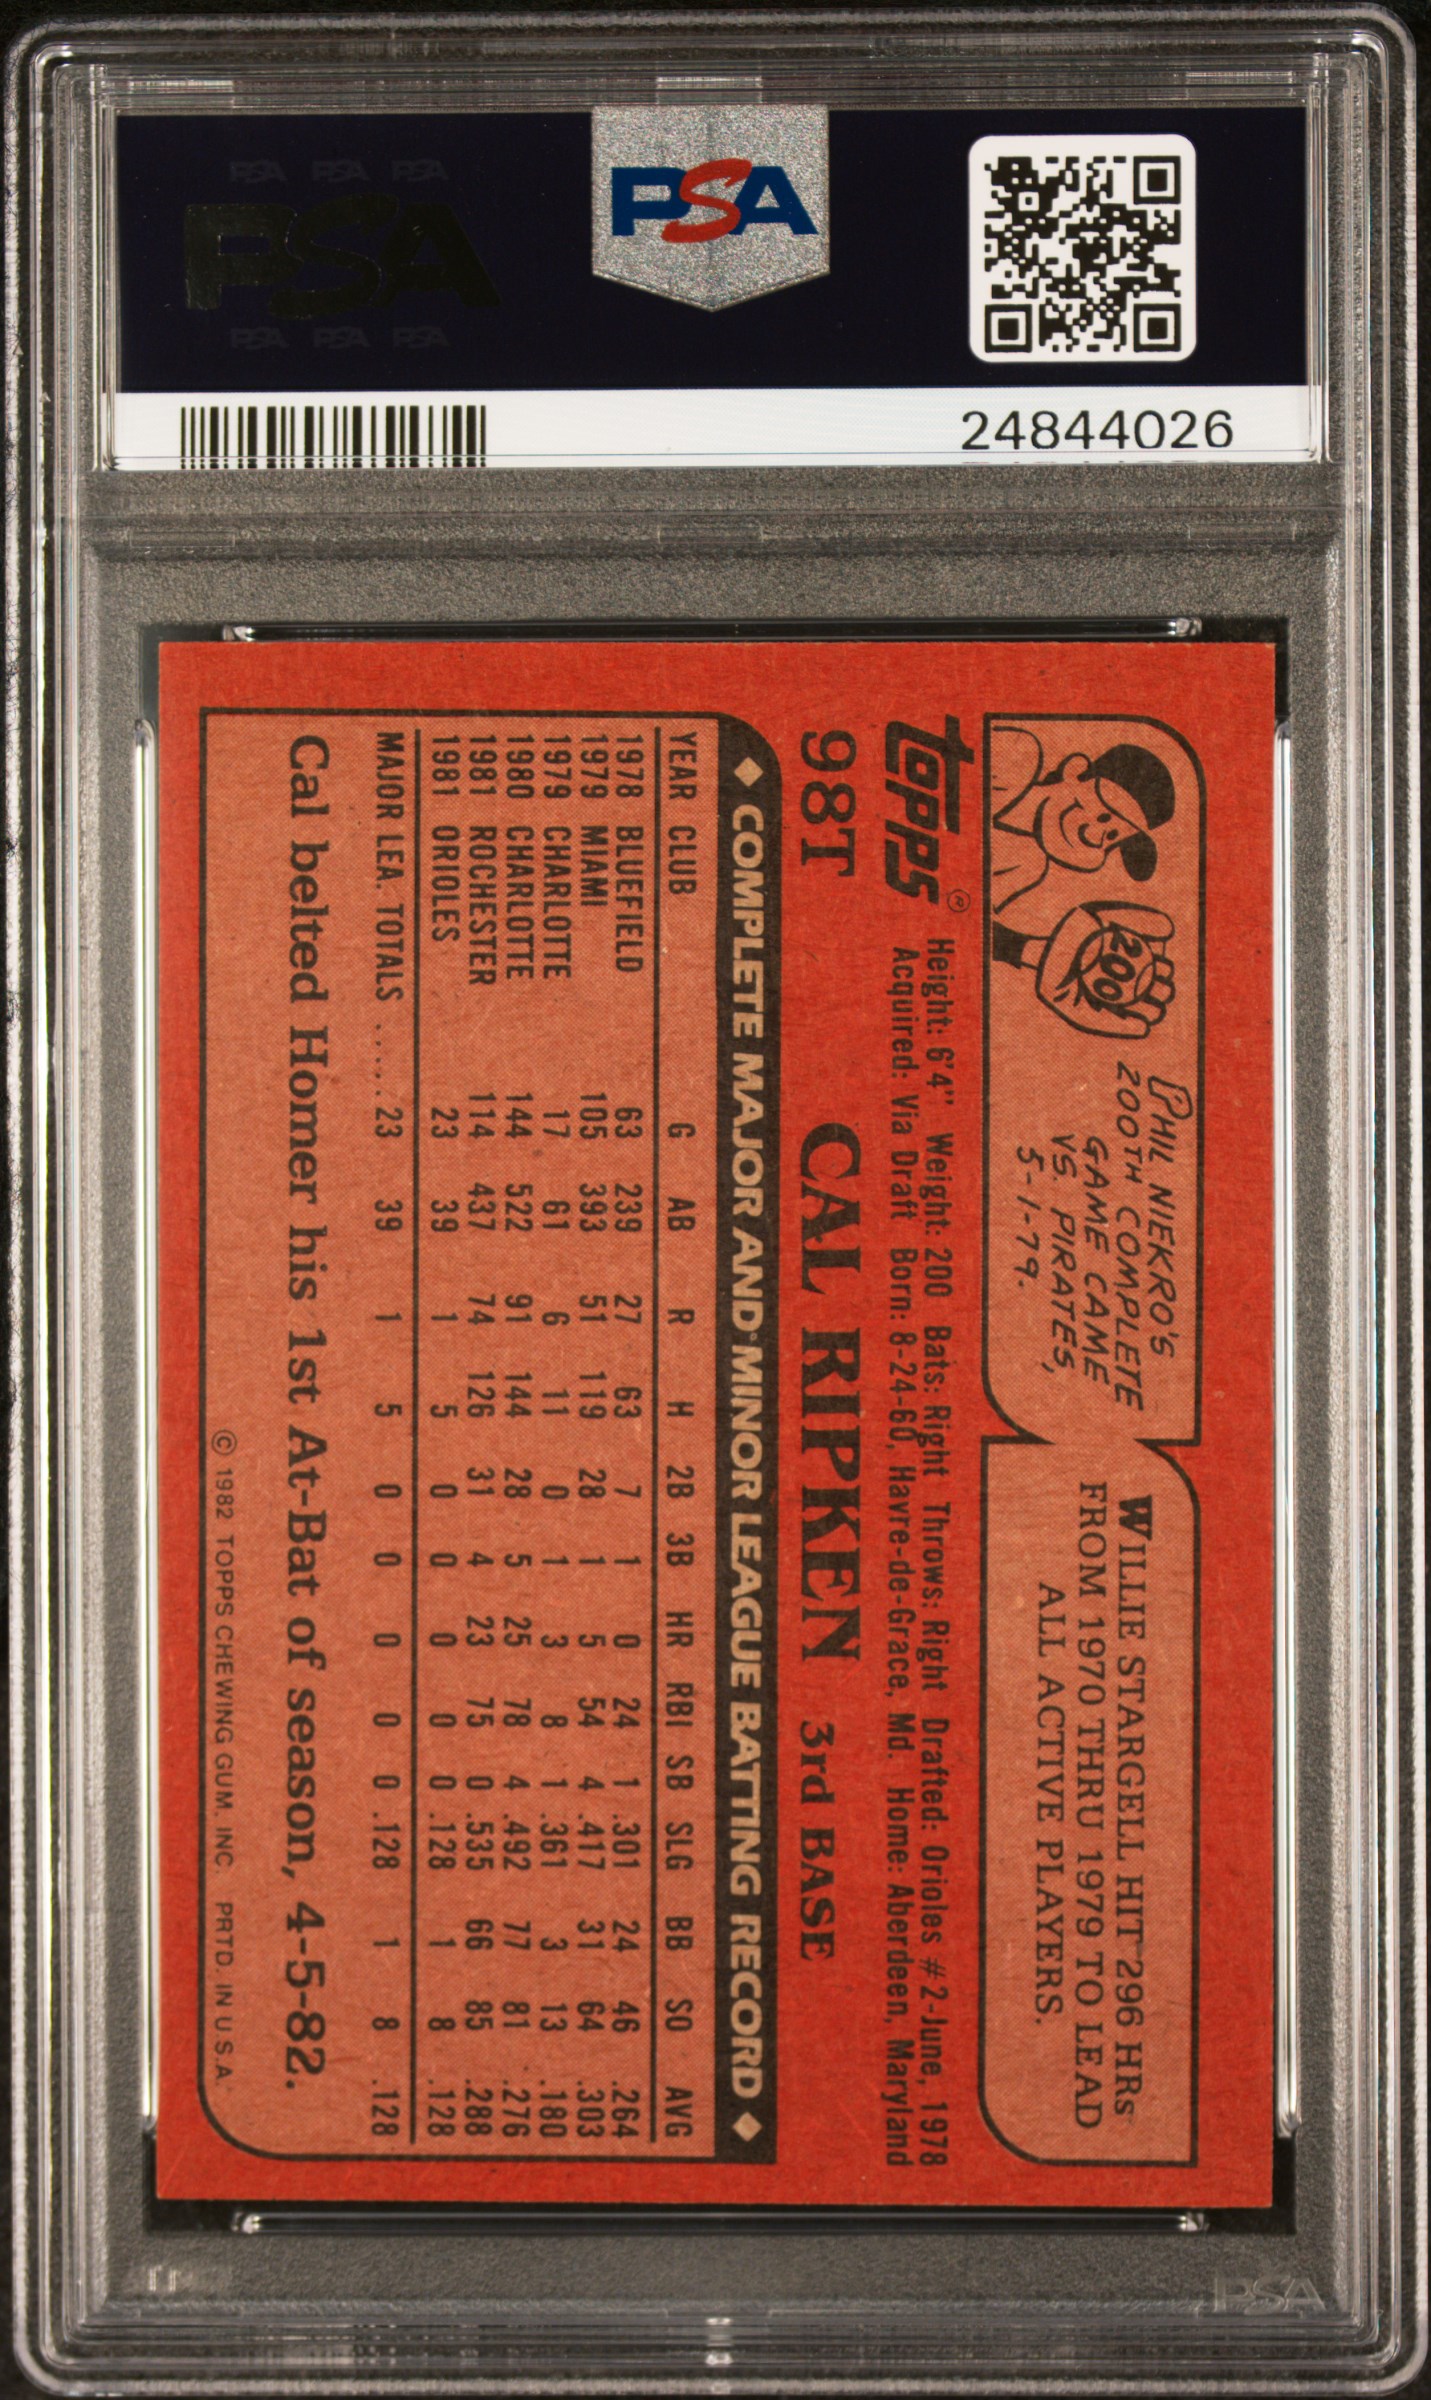 PSA PSA PSA
PSA
PSA PSA PSA
PSA
24844026
PHIL NIEKRO'S
200TH COMPLETE
GAME CAME
VS. PIRATES,
5-1-79.
200
WILLIE STARGELL HIT 296 HRs
FROM 1970 THRU 1979 TO LEAD
ALL ACTIVE PLAYERS.
TOPPS ®
Height: 6'4" Weight: 200 Bats: Right Throws: Right Drafted: Orioles #2-June, 1978
Acquired: Via Draft Born: 8-24-60, Havre-de-Grace, Md. Home: Aberdeen, Maryland
98T CAL RIPKEN 3rd BASE
COMPLETE MAJOR AND MINOR LEAGUE BATTING RECORD
YEAR CLUB G AB R H 2B 3B HR RBI SB SLG BB SO AVG
1978 BLUEFIELD 63 239 27 63 7 1 0 24 1 .301 24 46 .264
1979 MIAMI 105 393 51 119 28 1 5 54 4 .417 31 64 .303
1979 CHARLOTTE 17 61 6 11 0 1 3 8 1 .361 3 13 .180
1980 CHARLOTTE 144 522 91 144 28 5 25 78 4 .492 77 81 .276
1981 ROCHESTER 114 437 74 126 31 4 23 75 0 .535 66 85 .288
1981 ORIOLES 23 39 1 5 0 0 0 0 0 .128 1 8 .128
MAJOR LEA. TOTALS ..... 23 39 1 5 0 0 0 0 0 .128 1 8 .128
Cal belted Homer his 1st At-Bat of season, 4-5-82.
© 1982 TOPPS CHEWING GUM, INC. PRTD. IN U.S.A.
PSA